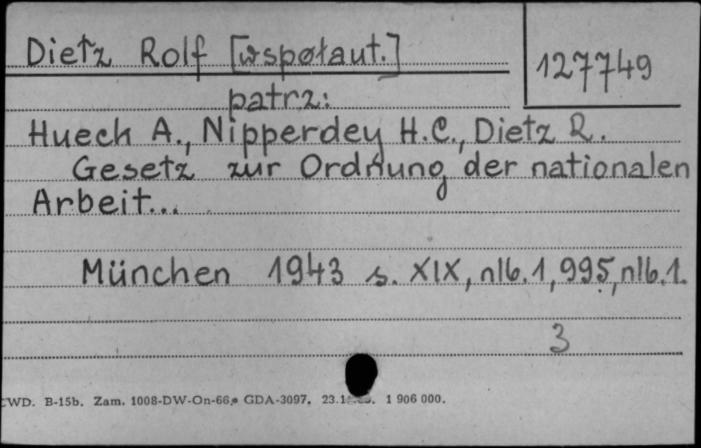 Dietz Rolf [współaut.]
127749
patrz:
Hueck A., Nipperdey H.C., Dietz R.
Gesetz zur Ordnung der nationalen
Arbeit...
München 1943 s. XIX, nlb. 1, 995, nlb. 1.
3
CWD. B-15b. Zam. 1008-DW-On-66, GDA-3097. 1 906 000.